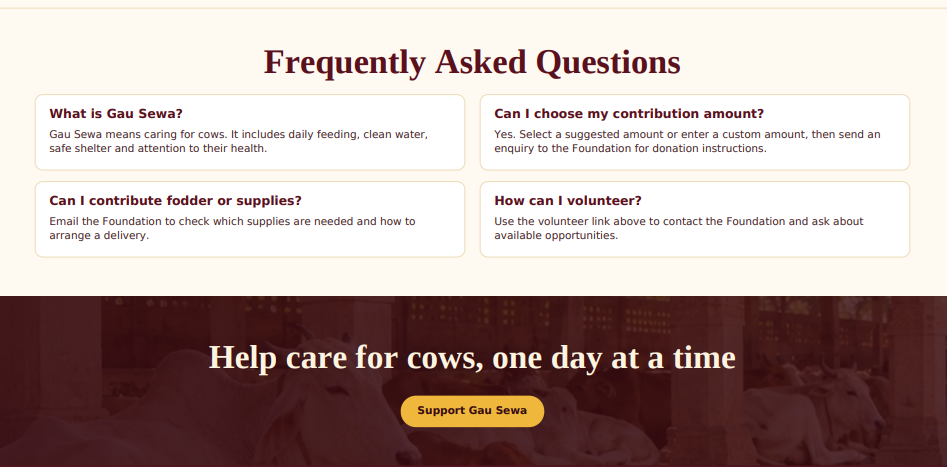 Frequently Asked Questions
What is Gau Sewa?
Gau Sewa means caring for cows. It includes daily feeding, clean water,
safe shelter and attention to their health.
Can I choose my contribution amount?
Yes. Select a suggested amount or enter a custom amount, then send an
enquiry to the Foundation for donation instructions.
Can I contribute fodder or supplies?
Email the Foundation to check which supplies are needed and how to
arrange a delivery.
How can I volunteer?
Use the volunteer link above to contact the Foundation and ask about
available opportunities.
Help care for cows, one day at a time
Support Gau Sewa